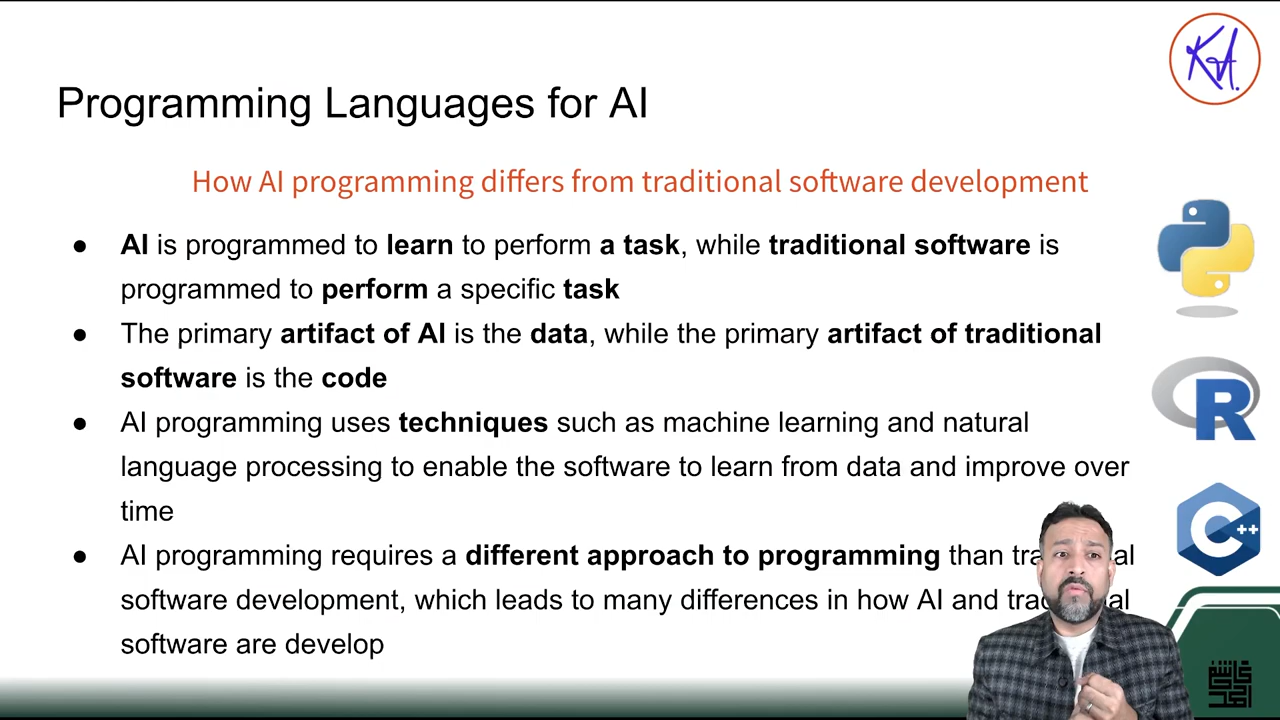 KA.
Programming Languages for AI
How AI programming differs from traditional software development
● AI is programmed to learn to perform a task, while traditional software is
programmed to perform a specific task
● The primary artifact of AI is the data, while the primary artifact of traditional
software is the code
● AI programming uses techniques such as machine learning and natural
language processing to enable the software to learn from data and improve over
time
● AI programming requires a different approach to programming than
software development, which leads to many differences in how AI and
software are develop
R
C++